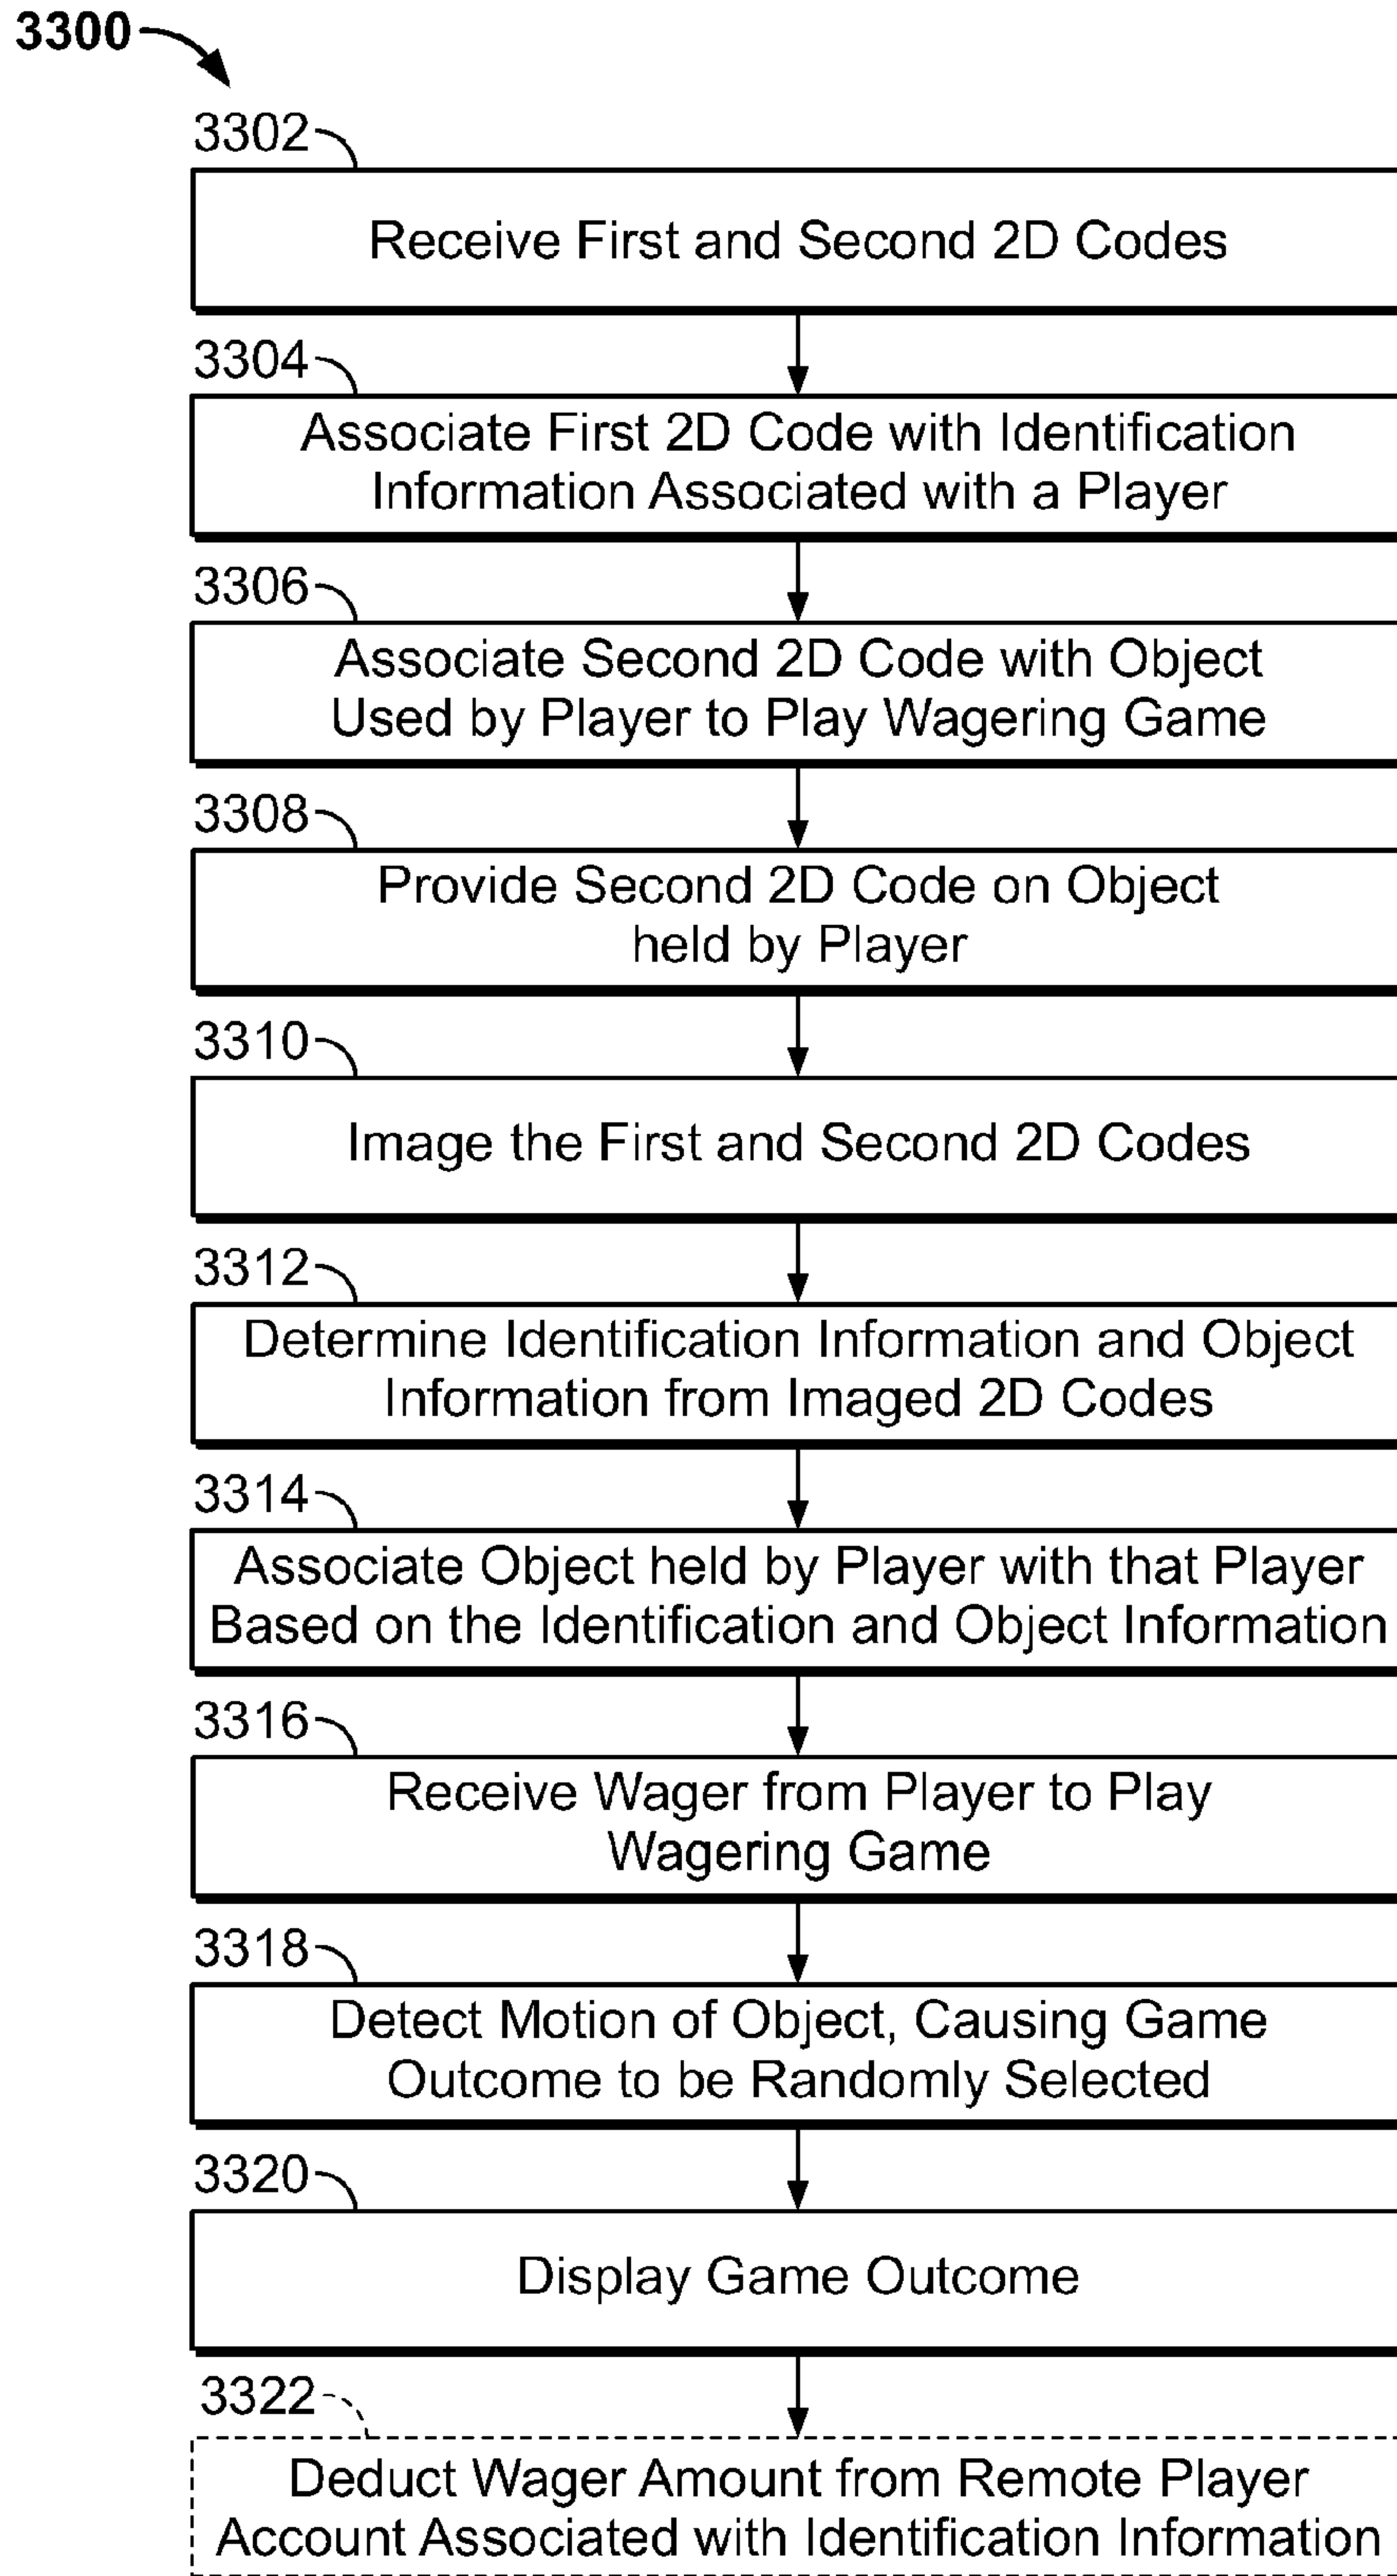 3300
3302
Receive First and Second 2D Codes
3304
Associate First 2D Code with Identification
Information Associated with a Player
3306
Associate Second 2D Code with Object
Used by Player to Play Wagering Game
3308
Provide Second 2D Code on Object
held by Player
3310
Image the First and Second 2D Codes
3312
Determine Identification Information and Object
Information from Imaged 2D Codes
3314
Associate Object held by Player with that Player
Based on the Identification and Object Information
3316
Receive Wager from Player to Play
Wagering Game
3318
Detect Motion of Object, Causing Game
Outcome to be Randomly Selected
3320
Display Game Outcome
3322
Deduct Wager Amount from Remote Player
Account Associated with Identification Information